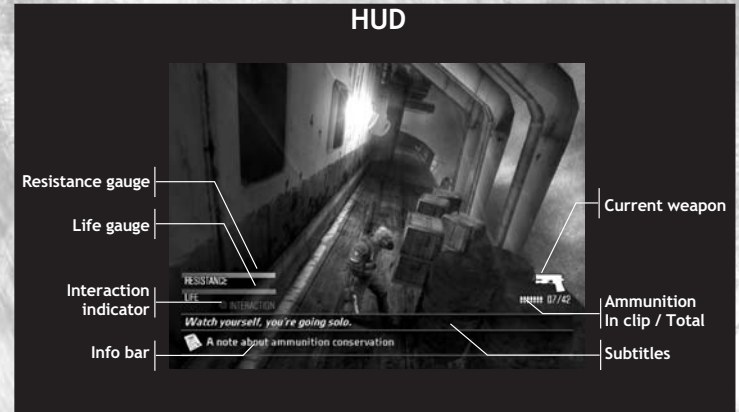 HUD
Resistance gauge
Life gauge
Interaction
indicator
Info bar
Current weapon
Ammunition
In clip / Total
Subtitles
RESISTANCE
LIFE
INTERACTION
07/42
Watch yourself, you're going solo.
A note about ammunition conservation